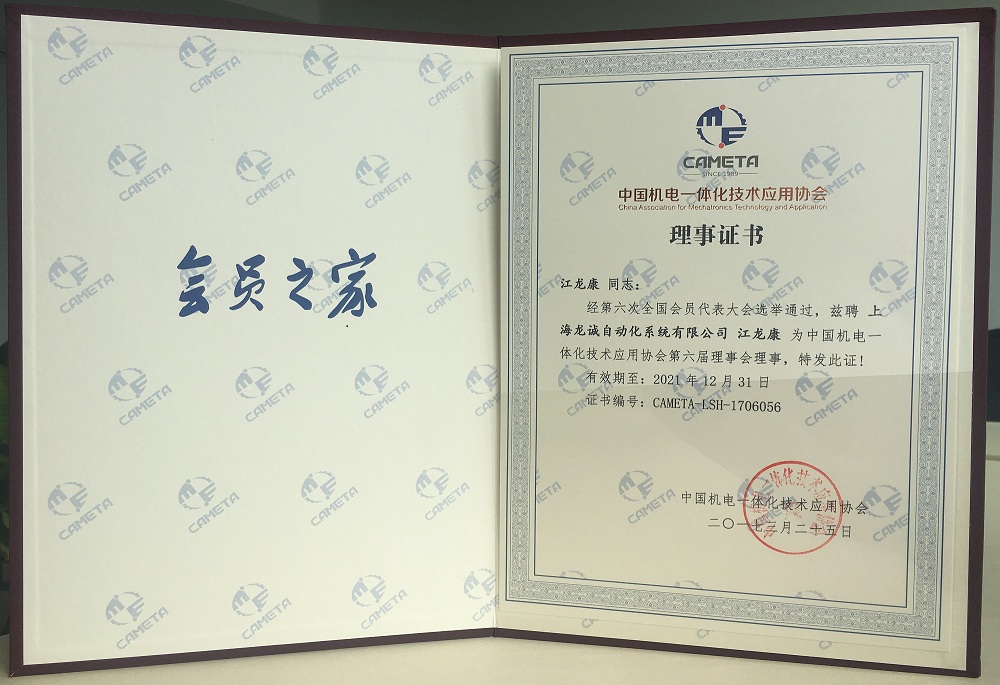 会员之家
CAMETA
SINCE 1989
中国机电一体化技术应用协会
China Association for Mechatronics Technology and Application
理事证书
江龙康 同志：
经第六次全国会员代表大会选举通过，兹聘 上
海龙诚自动化系统有限公司 江龙康 为中国机电一
体化技术应用协会第六届理事会理事，特发此证！
有效期至：2021 年 12 月 31 日
证书编号：CAMETA-LSH-1706056
中国机电一体化技术应用协会
二〇一七年二月二十五日